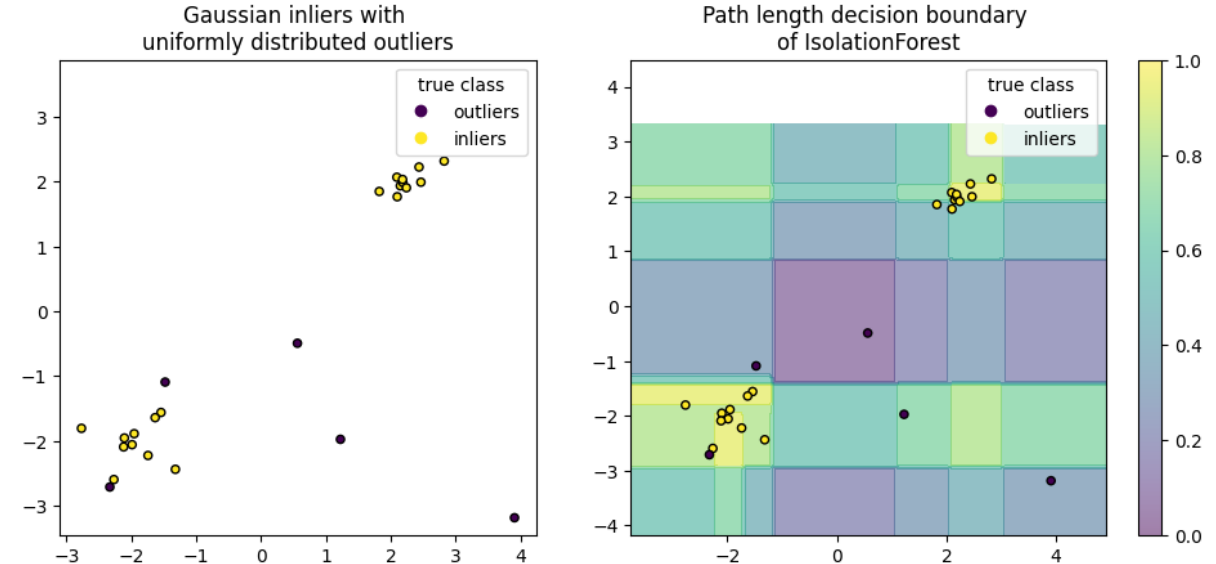 Gaussian inliers with
uniformly distributed outliers
true class
outliers
inliers
3
2
1
0
−1
−2
−3
−3 −2 −1 0 1 2 3 4
Path length decision boundary
of IsolationForest
true class
outliers
inliers
4
3
2
1
0
−1
−2
−3
−4
−2 0 2 4
1.0
0.8
0.6
0.4
0.2
0.0